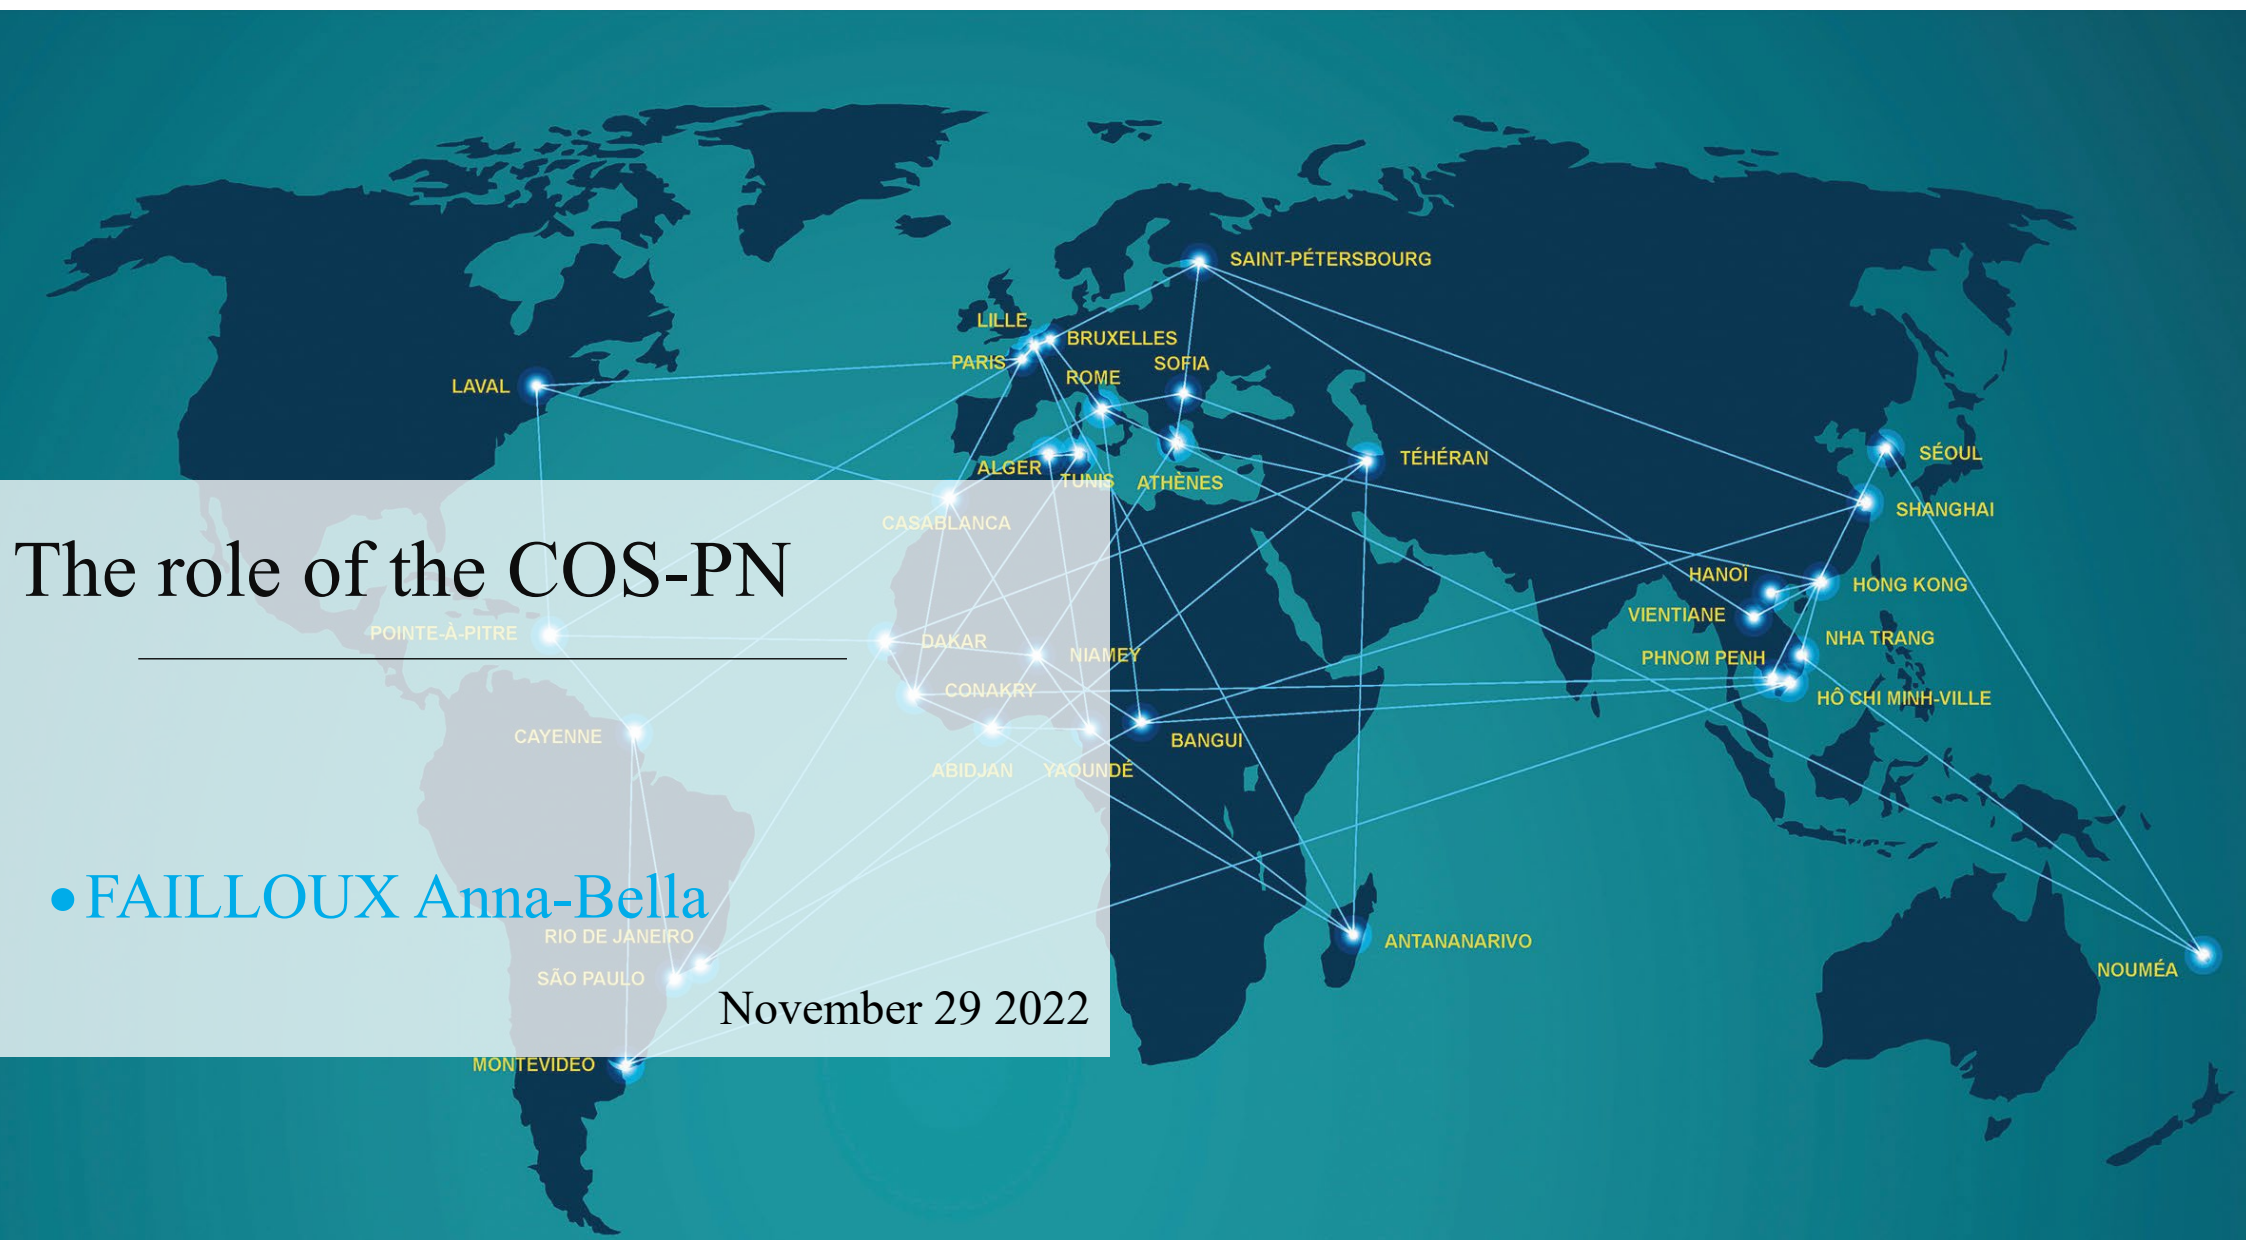 SAINT-PÉTERSBOURG
LILLE
BRUXELLES
PARIS
SOFIA
ROME
LAVAL
SÉOUL
TÉHÉRAN
ALGER
TUNIS
ATHÈNES
SHANGHAI
CASABLANCA
The role of the COS-PN
HANOÏ
HONG KONG
VIENTIANE
POINTE-À-PITRE
DAKAR
NHA TRANG
NIAMEY
PHNOM PENH
CONAKRY
HÔ CHI MINH-VILLE
CAYENNE
BANGUI
ABIDJAN
YAOUNDÉ
• FAILLOUX Anna-Bella
RIO DE JANEIRO
ANTANANARIVO
NOUMÉA
SÃO PAULO
November 29 2022
MONTEVIDEO